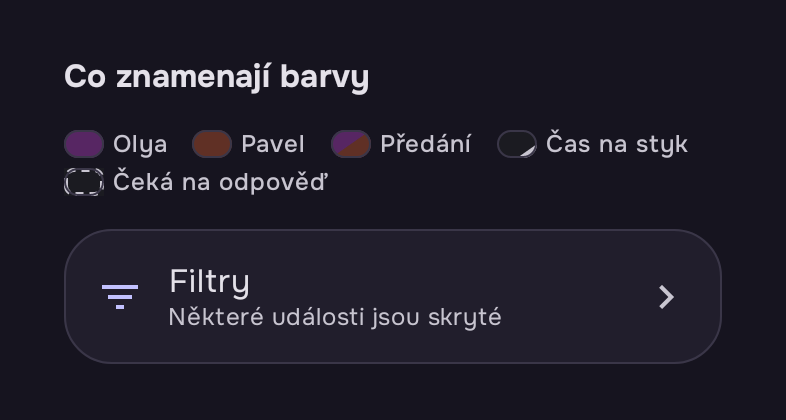 Co znamenají barvy
Olya Pavel Předání Čas na styk
Čeká na odpověď
Filtry
Některé události jsou skryté